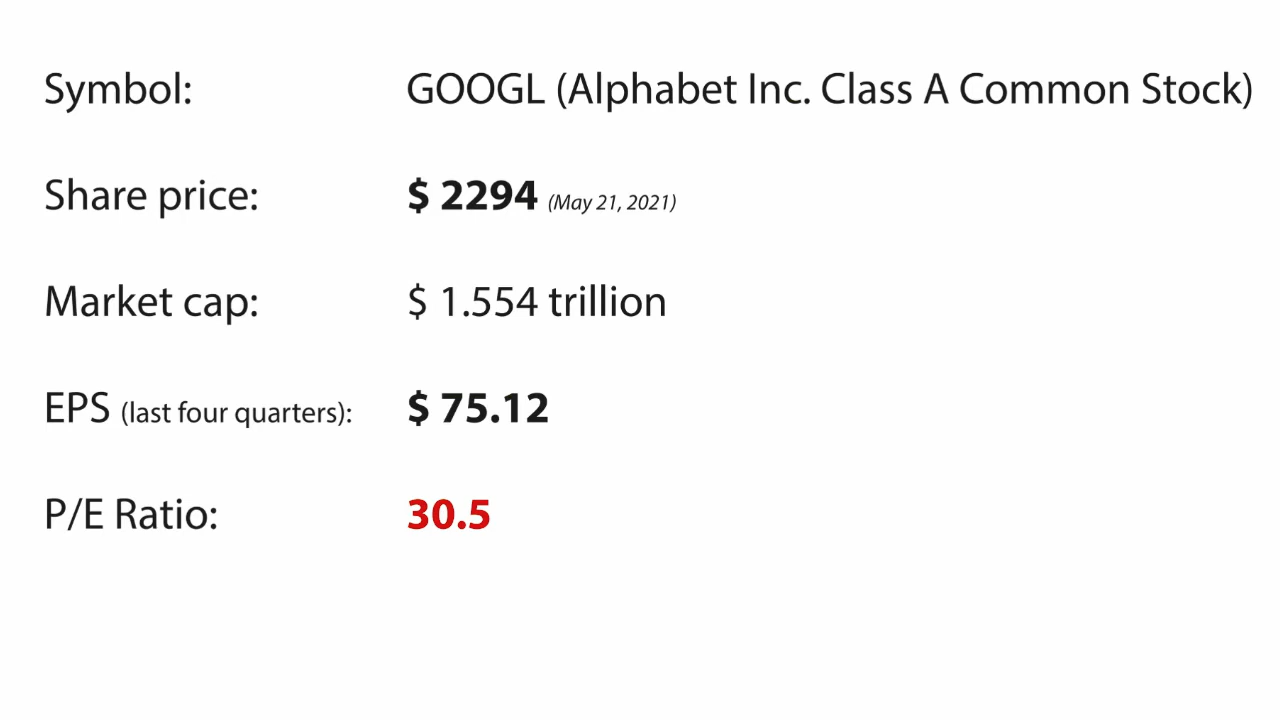 Symbol: GOOGL (Alphabet Inc. Class A Common Stock)
Share price: $ 2294 (May 21, 2021)
Market cap: $ 1.554 trillion
EPS (last four quarters): $ 75.12
P/E Ratio: 30.5